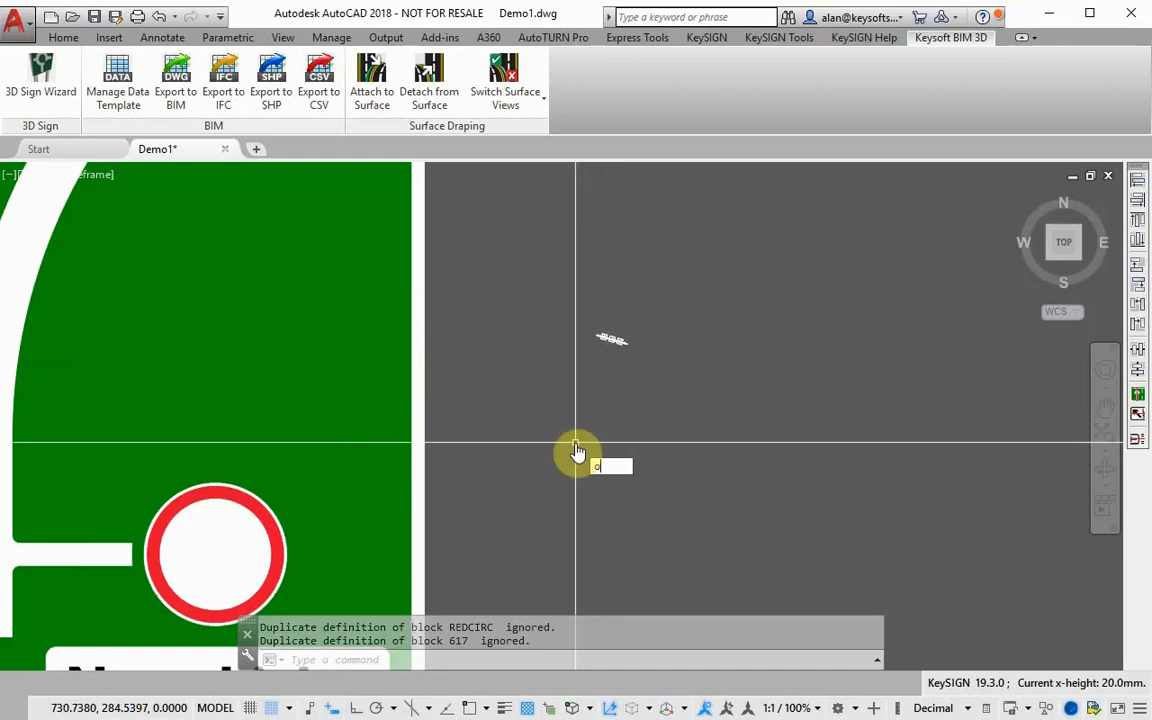 Autodesk AutoCAD 2018 - NOT FOR RESALE    Demo1.dwg
Type a keyword or phrase
alan@keysofts...
Home Insert Annotate Parametric View Manage Output Add-ins A360 AutoTURN Pro Express Tools KeySIGN KeySIGN Tools KeySIGN Help Keysoft BIM 3D
DATA DWG IFC SHP CSV
3D Sign Wizard Manage Data Export to Export to Export to Export to Attach to Detach from Switch Surface
Template BIM IFC SHP CSV Surface Surface Views
3D Sign BIM Surface Draping
Start Demo1*
N
W TOP E
S
WCS
o
Duplicate definition of block REDCIRC  ignored.
Duplicate definition of block 617  ignored.
Type a command
KeySIGN 19.3.0 ; Current x-height: 20.0mm.
730.7380, 284.5397, 0.0000 MODEL 1:1 / 100% Decimal